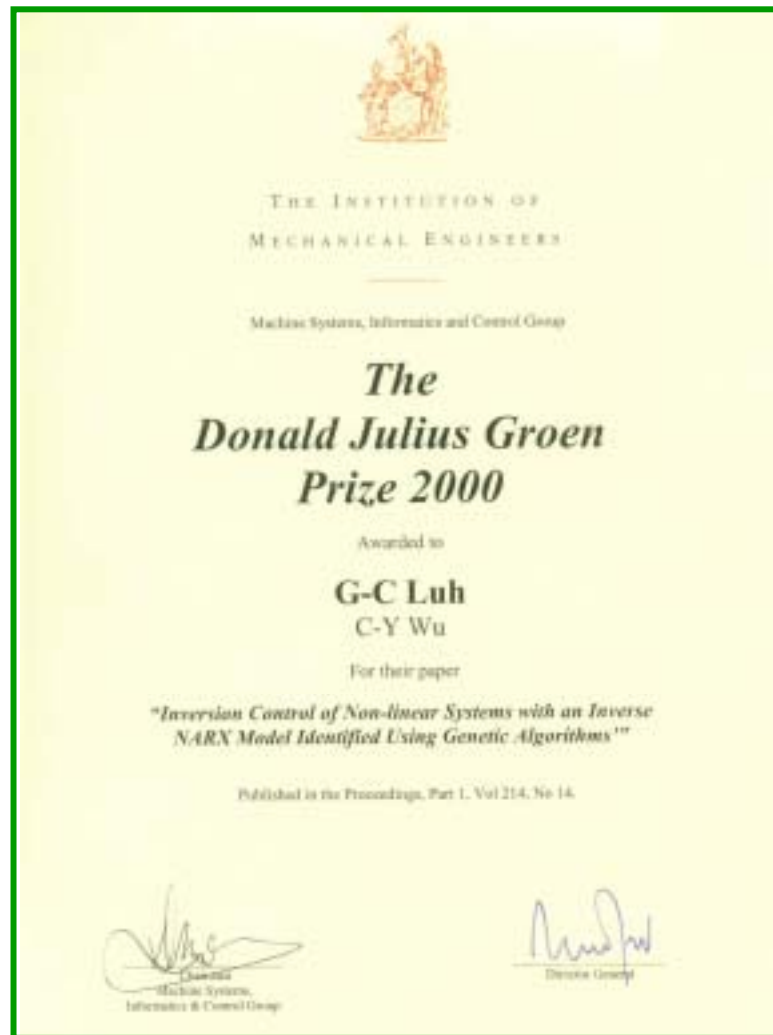 THE INSTITUTION OF
MECHANICAL ENGINEERS
Machine Systems, Informatics and Control Group
The
Donald Julius Groen
Prize 2000
Awarded to
G-C Luh
C-Y Wu
For their paper
"Inversion Control of Non-linear Systems with an Inverse
NARX Model Identified Using Genetic Algorithms'"
Published in the Proceedings, Part 1, Vol 214, No 14.
Chairman
Machine Systems,
Informatics & Control Group
Director General